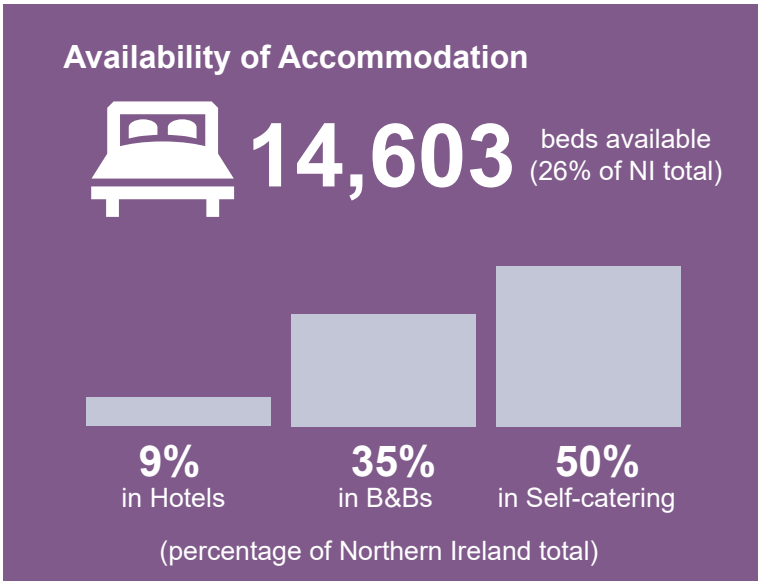 Availability of Accommodation
14,603
beds available
(26% of NI total)
9%
in Hotels
35%
in B&Bs
50%
in Self-catering
(percentage of Northern Ireland total)